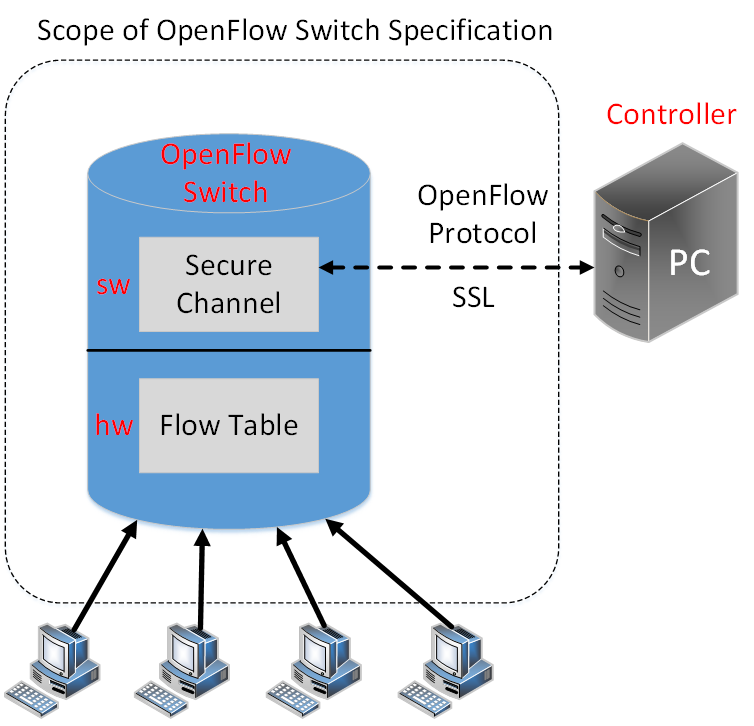 Scope of OpenFlow Switch Specification
Controller
OpenFlow
Switch
OpenFlow
Protocol
sw
Secure
Channel
SSL
PC
hw
Flow Table